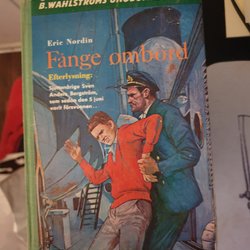 B. WAHLSTRÖMS
Eric Nordin
Fånge ombord
Efterlysning:
Sjuttonårige Sven
Anders Bergström,
som sedan den 5 juni
varit försvunnen...